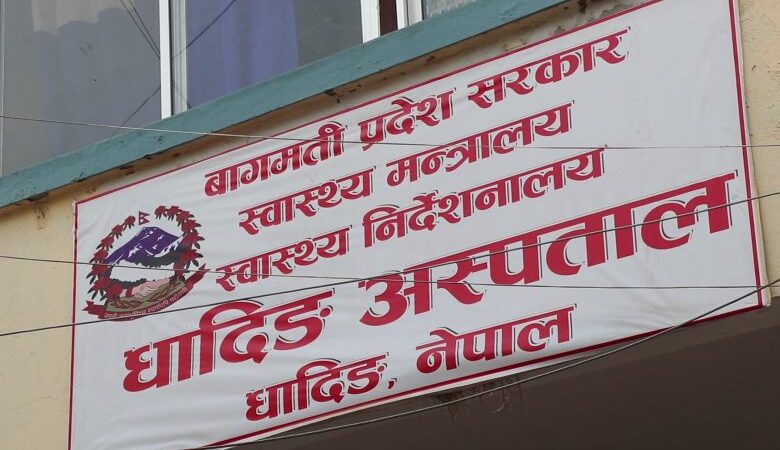 बागमती प्रदेश सरकार
स्वास्थ्य मन्त्रालय
स्वास्थ्य निर्देशनालय
धादिङ अस्पताल
धादिङ, नेपाल